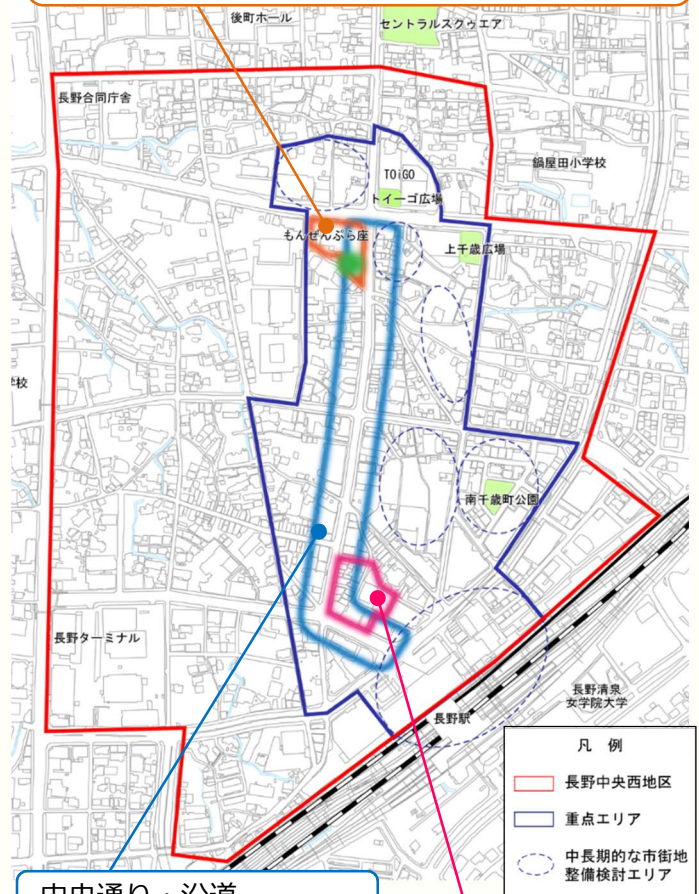 後町ホール
セントラルスクゥエア
長野合同庁舎
鍋屋田小学校
TOiGO
トイーゴ広場
もんぜんぷら座
上千歳広場
校
南千歳町公園
長野ターミナル
長野清泉
女学院大学
長野駅
凡 例
長野中央西地区
重点エリア
中長期的な市街地
整備検討エリア
中央通り・沿道